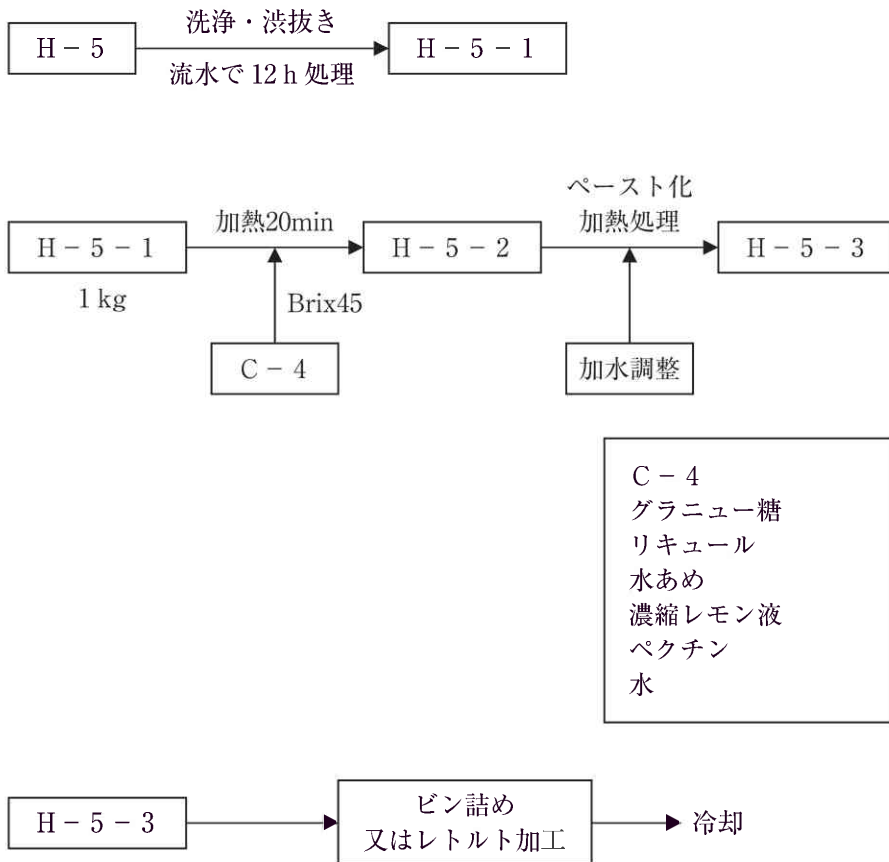 洗浄・渋抜き
H－5
H－5－1
流水で12h処理
ペースト化
加熱20min
加熱処理
H－5－1
H－5－2
H－5－3
1kg
Brix45
C－4
加水調整
C－4
グラニュー糖
リキュール
水あめ
濃縮レモン液
ペクチン
水
H－5－3
ビン詰め
又はレトルト加工
冷却